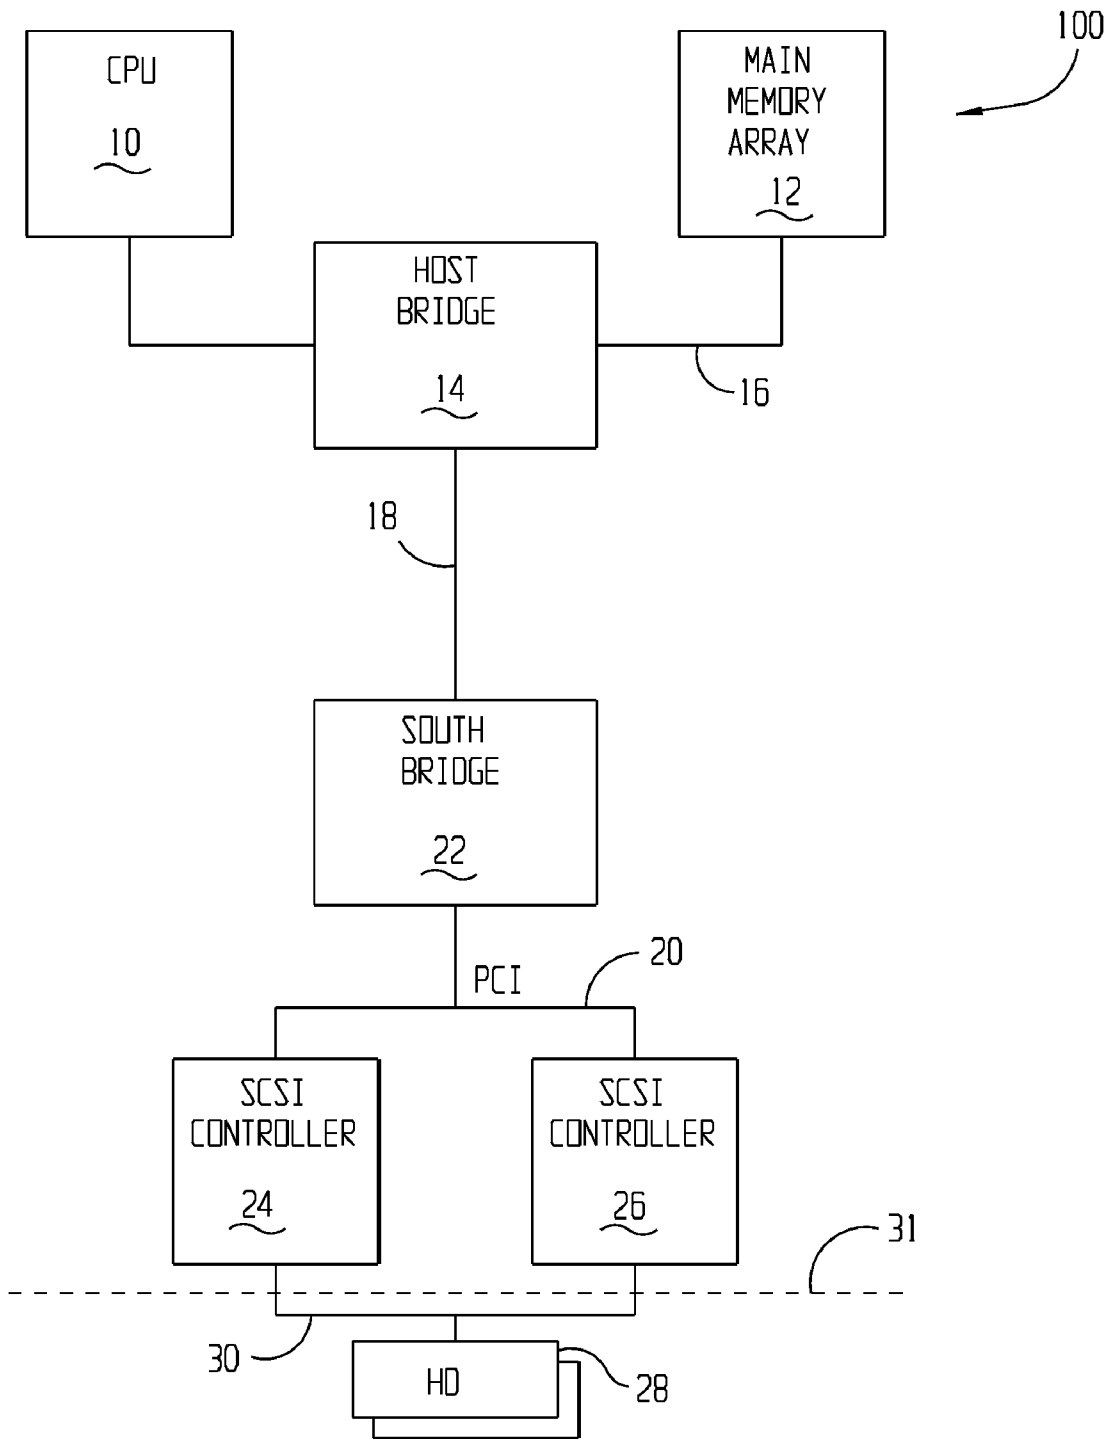 100
CPU
10
MAIN
MEMORY
ARRAY
12
HOST
BRIDGE
14
16
18
SOUTH
BRIDGE
22
PCI
20
SCSI
CONTROLLER
24
SCSI
CONTROLLER
26
31
30
HD
28